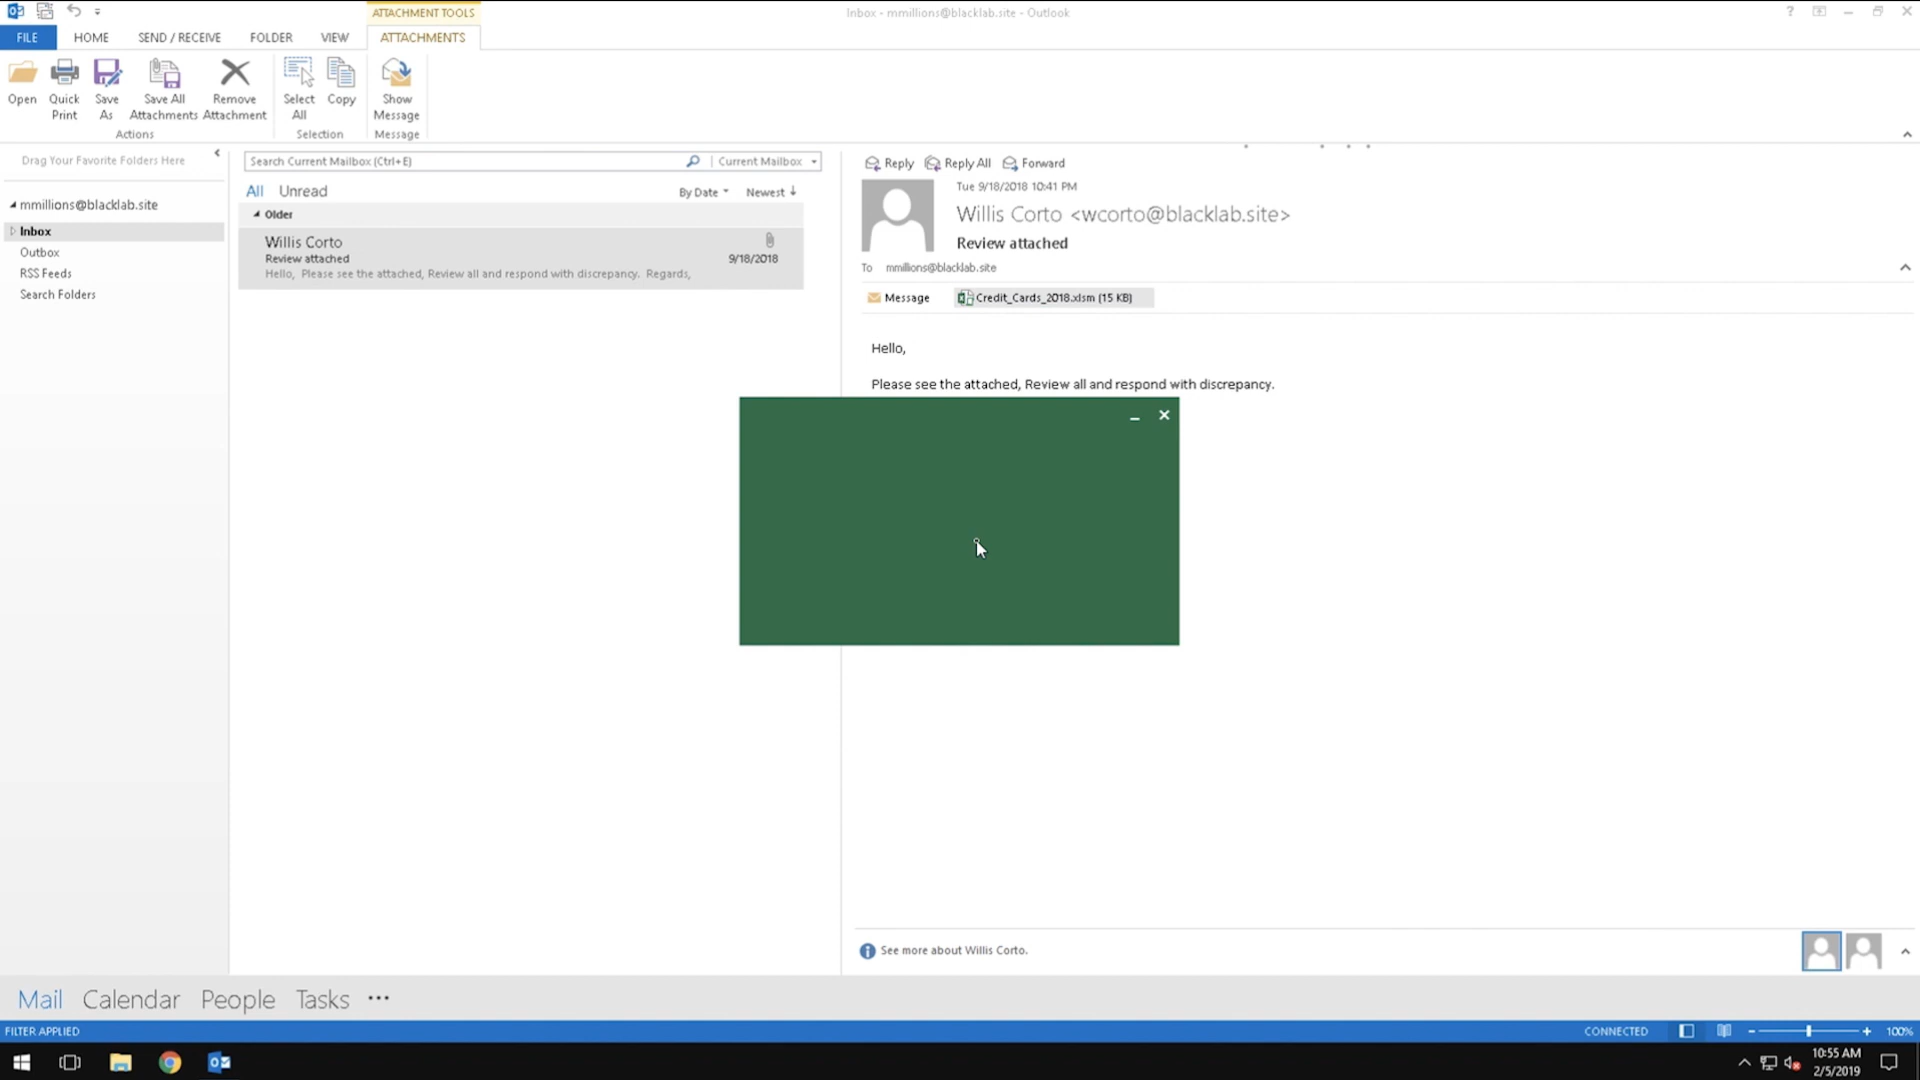 ATTACHMENT TOOLS
Inbox - mmillions@blacklab.site - Outlook
FILE HOME SEND / RECEIVE FOLDER VIEW ATTACHMENTS
Open
Quick Print
Save As
Save All Attachments
Remove Attachment
Select All
Copy
Show Message
Actions
Selection
Message
Drag Your Favorite Folders Here
mmillions@blacklab.site
Inbox
Outbox
RSS Feeds
Search Folders
Search Current Mailbox (Ctrl+E)
Current Mailbox
All Unread
By Date Newest
Older
Willis Corto
Review attached 9/18/2018
Hello, Please see the attached, Review all and respond with discrepancy. Regards,
Reply Reply All Forward
Tue 9/18/2018 10:41 PM
Willis Corto <wcorto@blacklab.site>
Review attached
To mmillions@blacklab.site
Message Credit_Cards_2018.xlsm (15 KB)
Hello,
Please see the attached, Review all and respond with discrepancy.
See more about Willis Corto.
Mail Calendar People Tasks •••
FILTER APPLIED
CONNECTED
100%
10:55 AM
2/5/2019